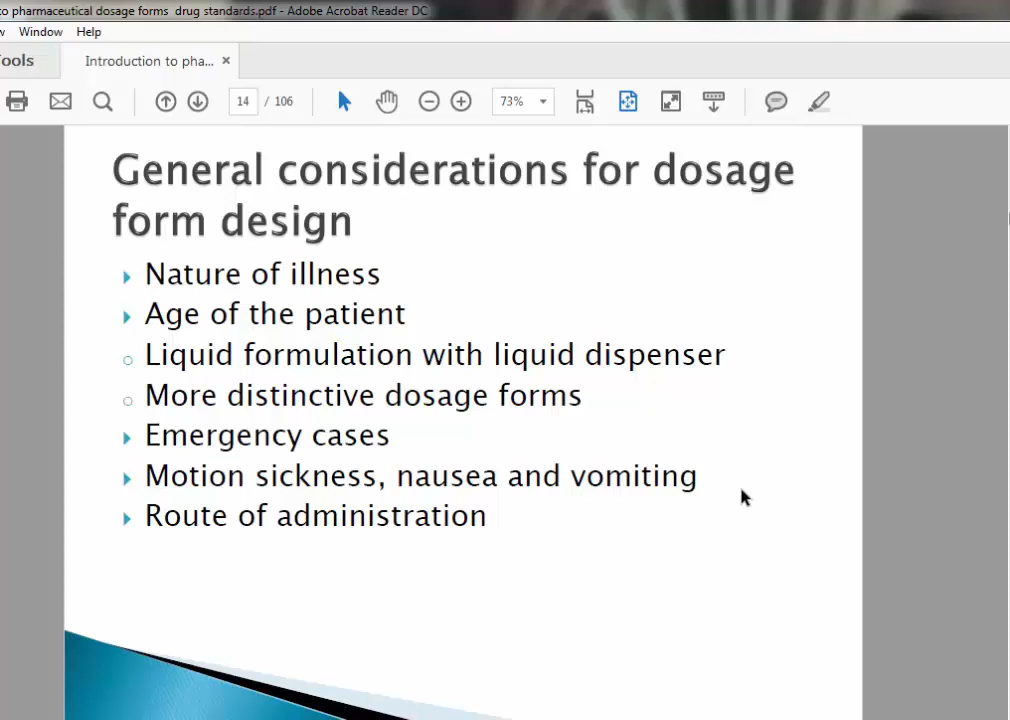 to pharmaceutical dosage forms drug standards.pdf - Adobe Acrobat Reader DC
w Window Help
Tools Introduction to pha... ×
14 / 106 73%
General considerations for dosage
form design
Nature of illness
Age of the patient
Liquid formulation with liquid dispenser
More distinctive dosage forms
Emergency cases
Motion sickness, nausea and vomiting
Route of administration